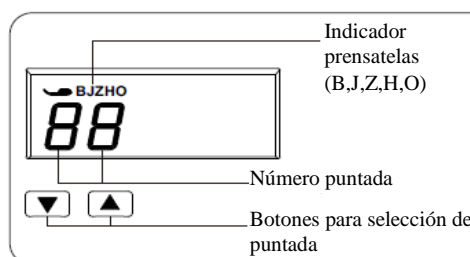 Indicador
prensatelas
(B,J,Z,H,O)
BJZHO
88
Número puntada
Botones para selección de
puntada